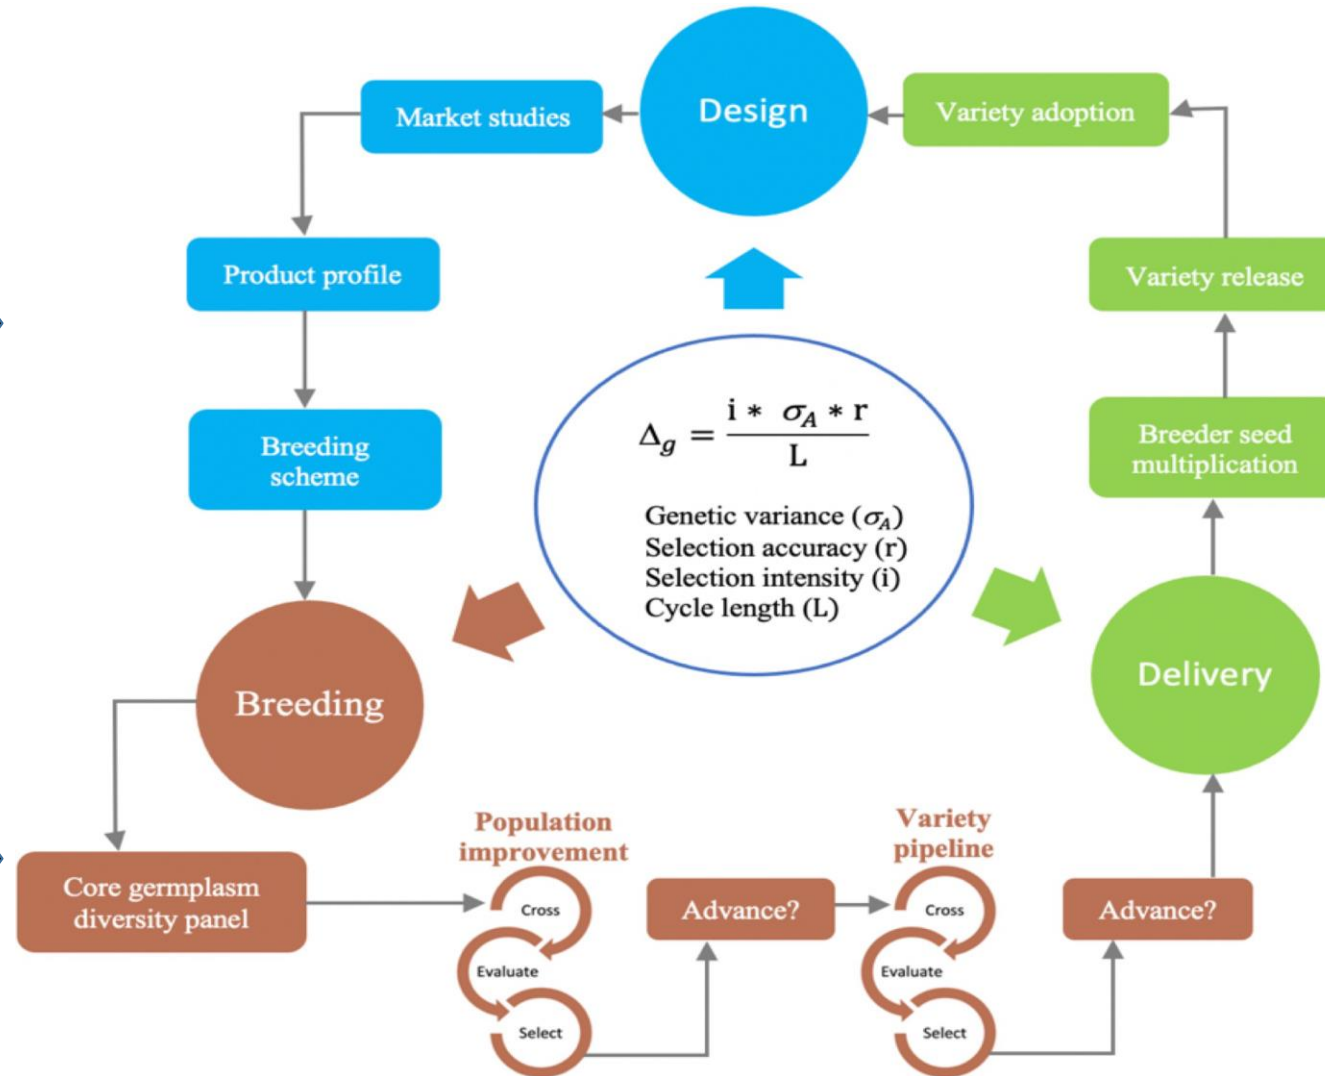 Design
Market studies
Variety adoption
Product profile
Variety release
Δg = i * σA * r / L
Breeding
scheme
Breeder seed
multiplication
Genetic variance (σA)
Selection accuracy (r)
Selection intensity (i)
Cycle length (L)
Breeding
Delivery
Population
improvement
Variety
pipeline
Core germplasm
diversity panel
Cross
Evaluate
Select
Advance?
Cross
Evaluate
Select
Advance?